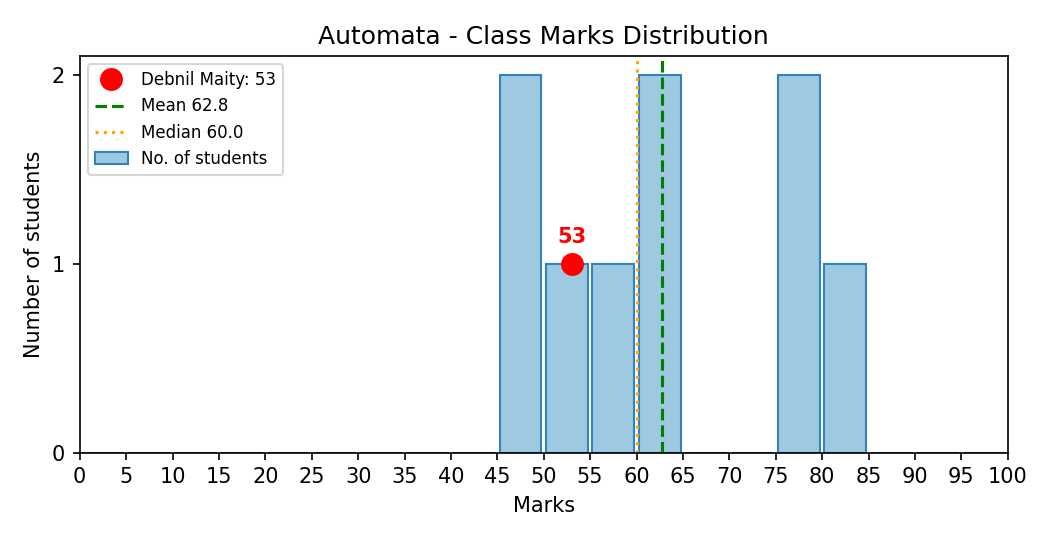 Automata - Class Marks Distribution
Debnil Maity: 53
Mean 62.8
Median 60.0
No. of students
Number of students
2
1
0
53
0 5 10 15 20 25 30 35 40 45 50 55 60 65 70 75 80 85 90 95 100
Marks